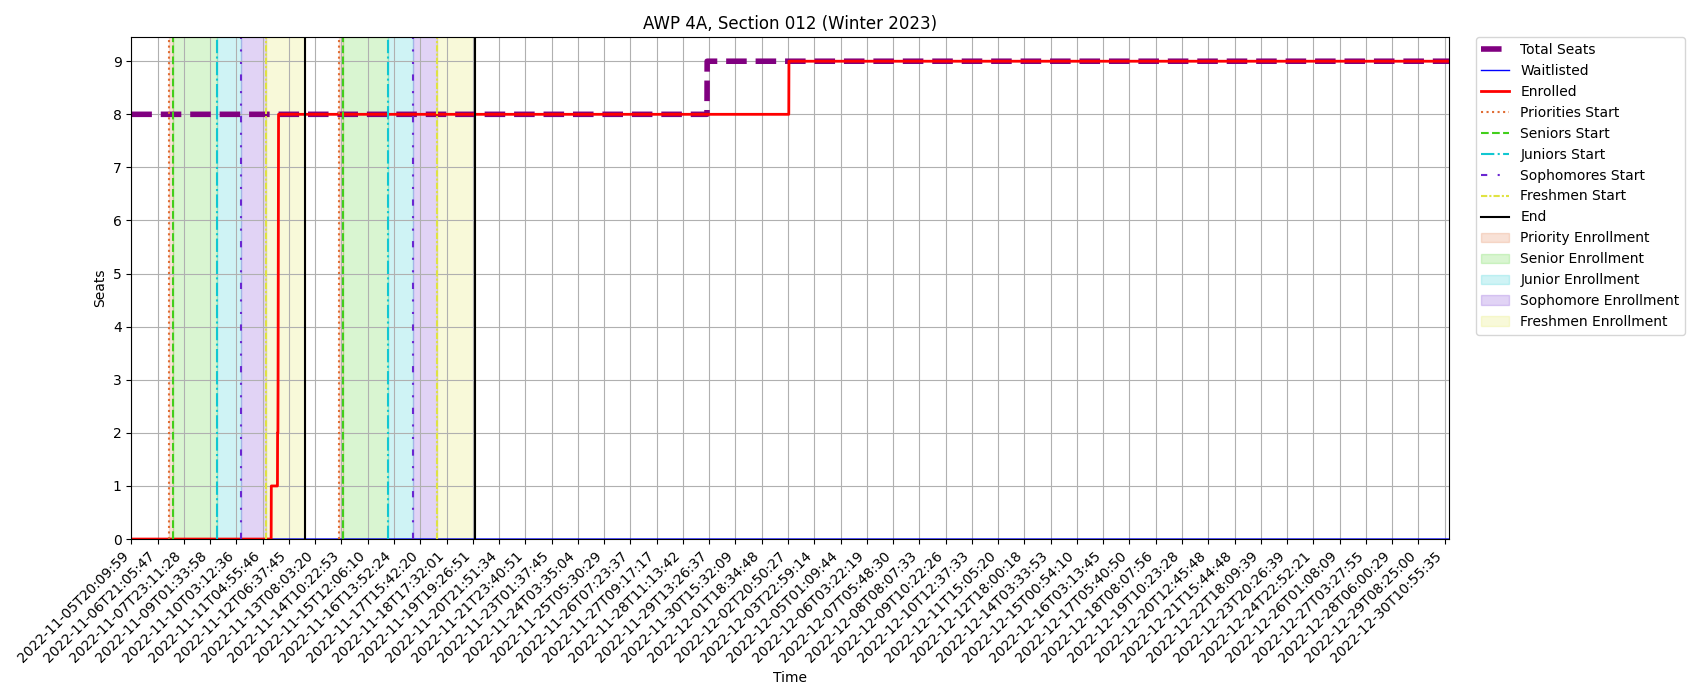 AWP 4A, Section 012 (Winter 2023)
Seats
9
8
7
6
5
4
3
2
1
0
2022-11-05T20:09:59
2022-11-06T21:05:47
2022-11-07T23:11:28
2022-11-09T01:33:58
2022-11-10T03:12:36
2022-11-11T04:55:46
2022-11-12T06:37:45
2022-11-13T08:03:20
2022-11-14T10:22:53
2022-11-15T12:06:10
2022-11-16T13:52:24
2022-11-17T15:42:20
2022-11-18T17:32:01
2022-11-19T19:26:51
2022-11-20T21:51:34
2022-11-21T23:40:51
2022-11-23T01:37:45
2022-11-24T03:35:04
2022-11-25T05:30:29
2022-11-26T07:23:37
2022-11-27T09:17:17
2022-11-28T11:13:42
2022-11-29T13:26:37
2022-11-30T15:32:09
2022-12-01T18:34:48
2022-12-02T20:50:27
2022-12-03T22:59:14
2022-12-05T01:09:44
2022-12-06T03:22:19
2022-12-07T05:48:30
2022-12-08T08:07:33
2022-12-09T10:22:26
2022-12-10T12:37:33
2022-12-11T15:05:20
2022-12-12T18:00:18
2022-12-14T03:33:53
2022-12-15T04:54:10
2022-12-16T03:13:45
2022-12-17T05:40:50
2022-12-18T08:07:56
2022-12-19T10:23:28
2022-12-20T12:45:48
2022-12-21T15:44:48
2022-12-22T18:09:39
2022-12-23T20:26:39
2022-12-24T22:52:21
2022-12-26T01:08:09
2022-12-27T03:27:55
2022-12-28T06:00:29
2022-12-29T08:25:00
2022-12-30T10:55:35
Time
Total Seats
Waitlisted
Enrolled
Priorities Start
Seniors Start
Juniors Start
Sophomores Start
Freshmen Start
End
Priority Enrollment
Senior Enrollment
Junior Enrollment
Sophomore Enrollment
Freshmen Enrollment